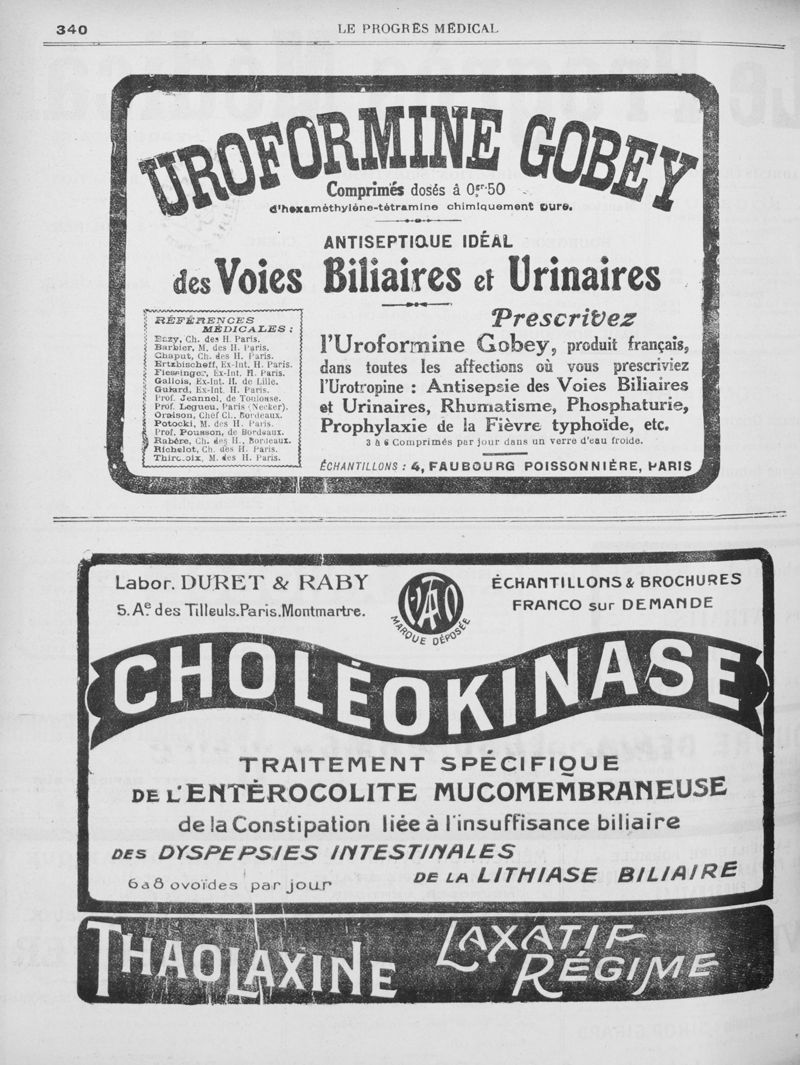 340
LE PROGRÈS MÉDICAL
UROFORMINE GOBEY
Comprimés dosés à 0gr.50
d'hexaméthylène-tétramine chimiquement pure.
ANTISEPTIQUE IDÉAL
des Voies Biliaires et Urinaires
RÉFÉRENCES
MÉDICALES :
Bazy, Ch. des H. Paris.
Barbier, M. des H. Paris.
Chaput, Ch. des H. Paris.
Ertzbischoff, Ex-Int. H. Paris.
Fiessinger, Ex-Int. H. Paris.
Gallois, Ex-Int. H. de Lille.
Guiard, Ex-Int. H. Paris.
Prof. Jeannel, de Toulouse.
Prof. Legueu, Paris (Necker).
Oraison, Chef Cl. Bordeaux.
Potocki, M. des H. Paris.
Prof. Pousson, de Bordeaux.
Rabère, Ch. des H., Bordeaux.
Richelot, Ch. des H. Paris.
Thiroloix, M. des H. Paris.
Prescrivez
l'Uroformine Gobey, produit français,
dans toutes les affections où vous prescriviez
l'Urotropine : Antisepsie des Voies Biliaires
et Urinaires, Rhumatisme, Phosphaturie,
Prophylaxie de la Fièvre typhoïde, etc.
3 à 6 Comprimés par jour dans un verre d'eau froide.
ÉCHANTILLONS : 4, FAUBOURG POISSONNIÈRE, PARIS
Labor. DURET & RABY
5. Ae. des Tilleuls. Paris. Montmartre.
MARQUE DÉPOSÉE
ÉCHANTILLONS & BROCHURES
FRANCO sur DEMANDE
CHOLÉOKINASE
TRAITEMENT SPÉCIFIQUE
DE L'ENTÉROCOLITE MUCOMEMBRANEUSE
de la Constipation liée à l'insuffisance biliaire
DES DYSPEPSIES INTESTINALES
6 a 8 ovoïdes par jour
DE LA LITHIASE BILIAIRE
THAOLAXINE
LAXATIF
RÉGIME